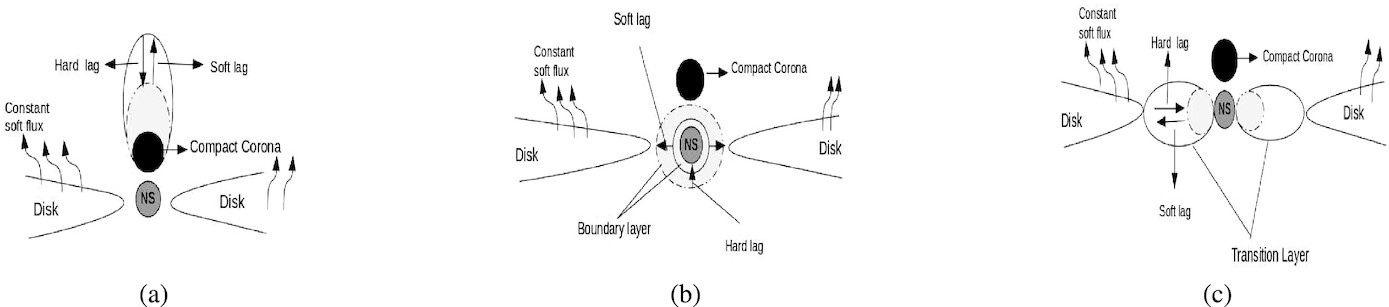 Hard lag
Soft lag
Constant
soft flux
Compact Corona
NS
Disk
Disk
(a)
Soft lag
Constant
soft flux
Compact Corona
NS
Disk
Disk
Boundary layer
Hard lag
(b)
Constant
soft flux
Hard lag
Compact Corona
NS
Disk
Disk
Soft lag
Transition Layer
(c)